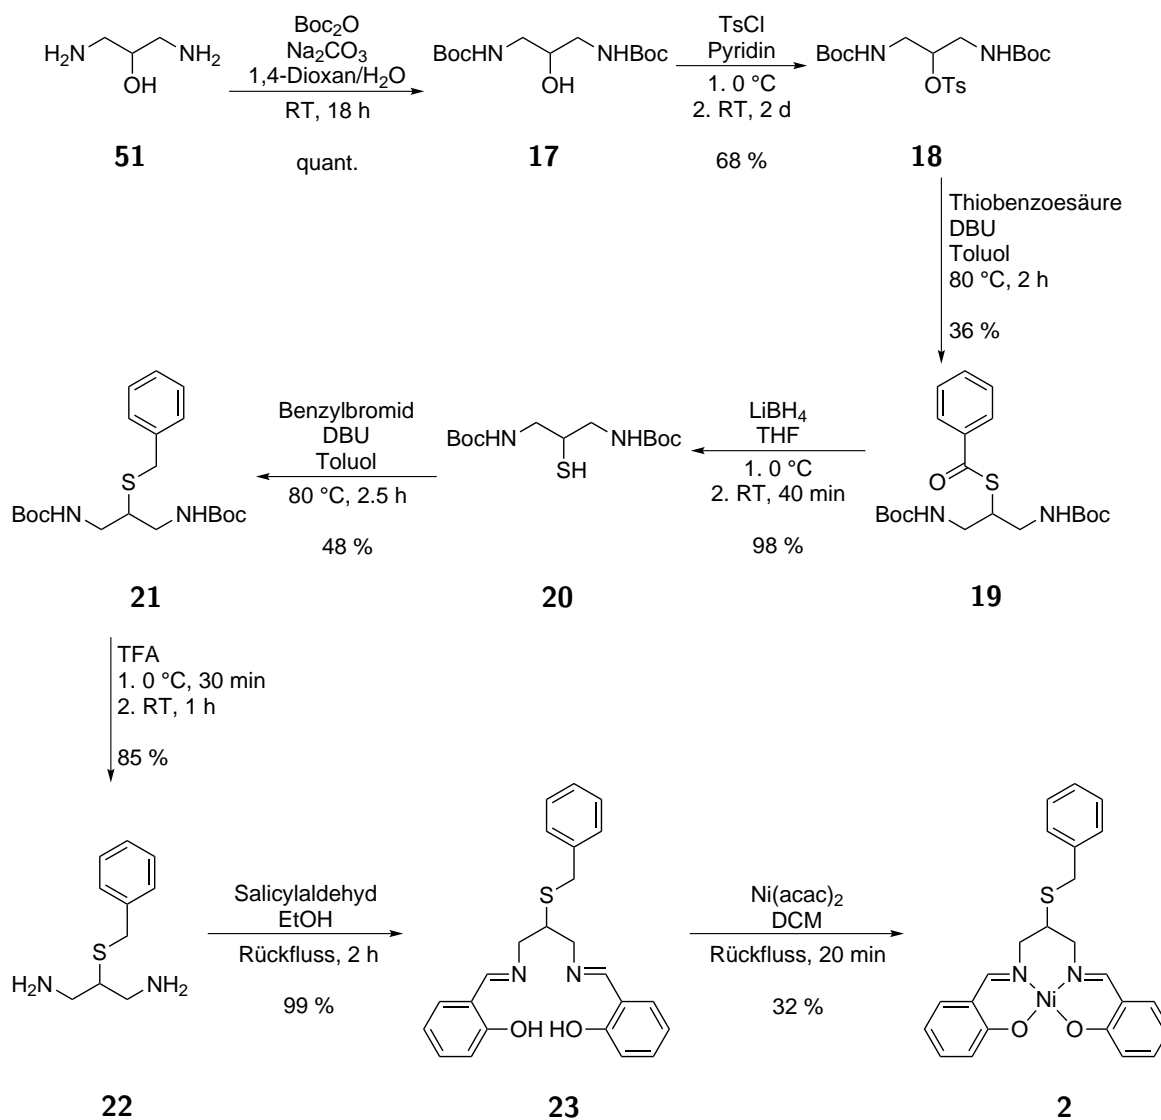 H2N NH2
OH
51
Boc2O
Na2CO3
1,4-Dioxan/H2O
RT, 18 h
quant.
BocHN NHBoc
OH
17
TsCl
Pyridin
1. 0 °C
2. RT, 2 d
68 %
BocHN NHBoc
OTs
18
Thiobenzoesäure
DBU
Toluol
80 °C, 2 h
36 %
O S
BocHN NHBoc
19
LiBH4
THF
1. 0 °C
2. RT, 40 min
98 %
BocHN NHBoc
SH
20
Benzylbromid
DBU
Toluol
80 °C, 2.5 h
48 %
S
BocHN NHBoc
21
TFA
1. 0 °C, 30 min
2. RT, 1 h
85 %
S
H2N NH2
22
Salicylaldehyd
EtOH
Rückfluss, 2 h
99 %
S
N N
OH HO
23
Ni(acac)2
DCM
Rückfluss, 20 min
32 %
S
N N
Ni
O O
2